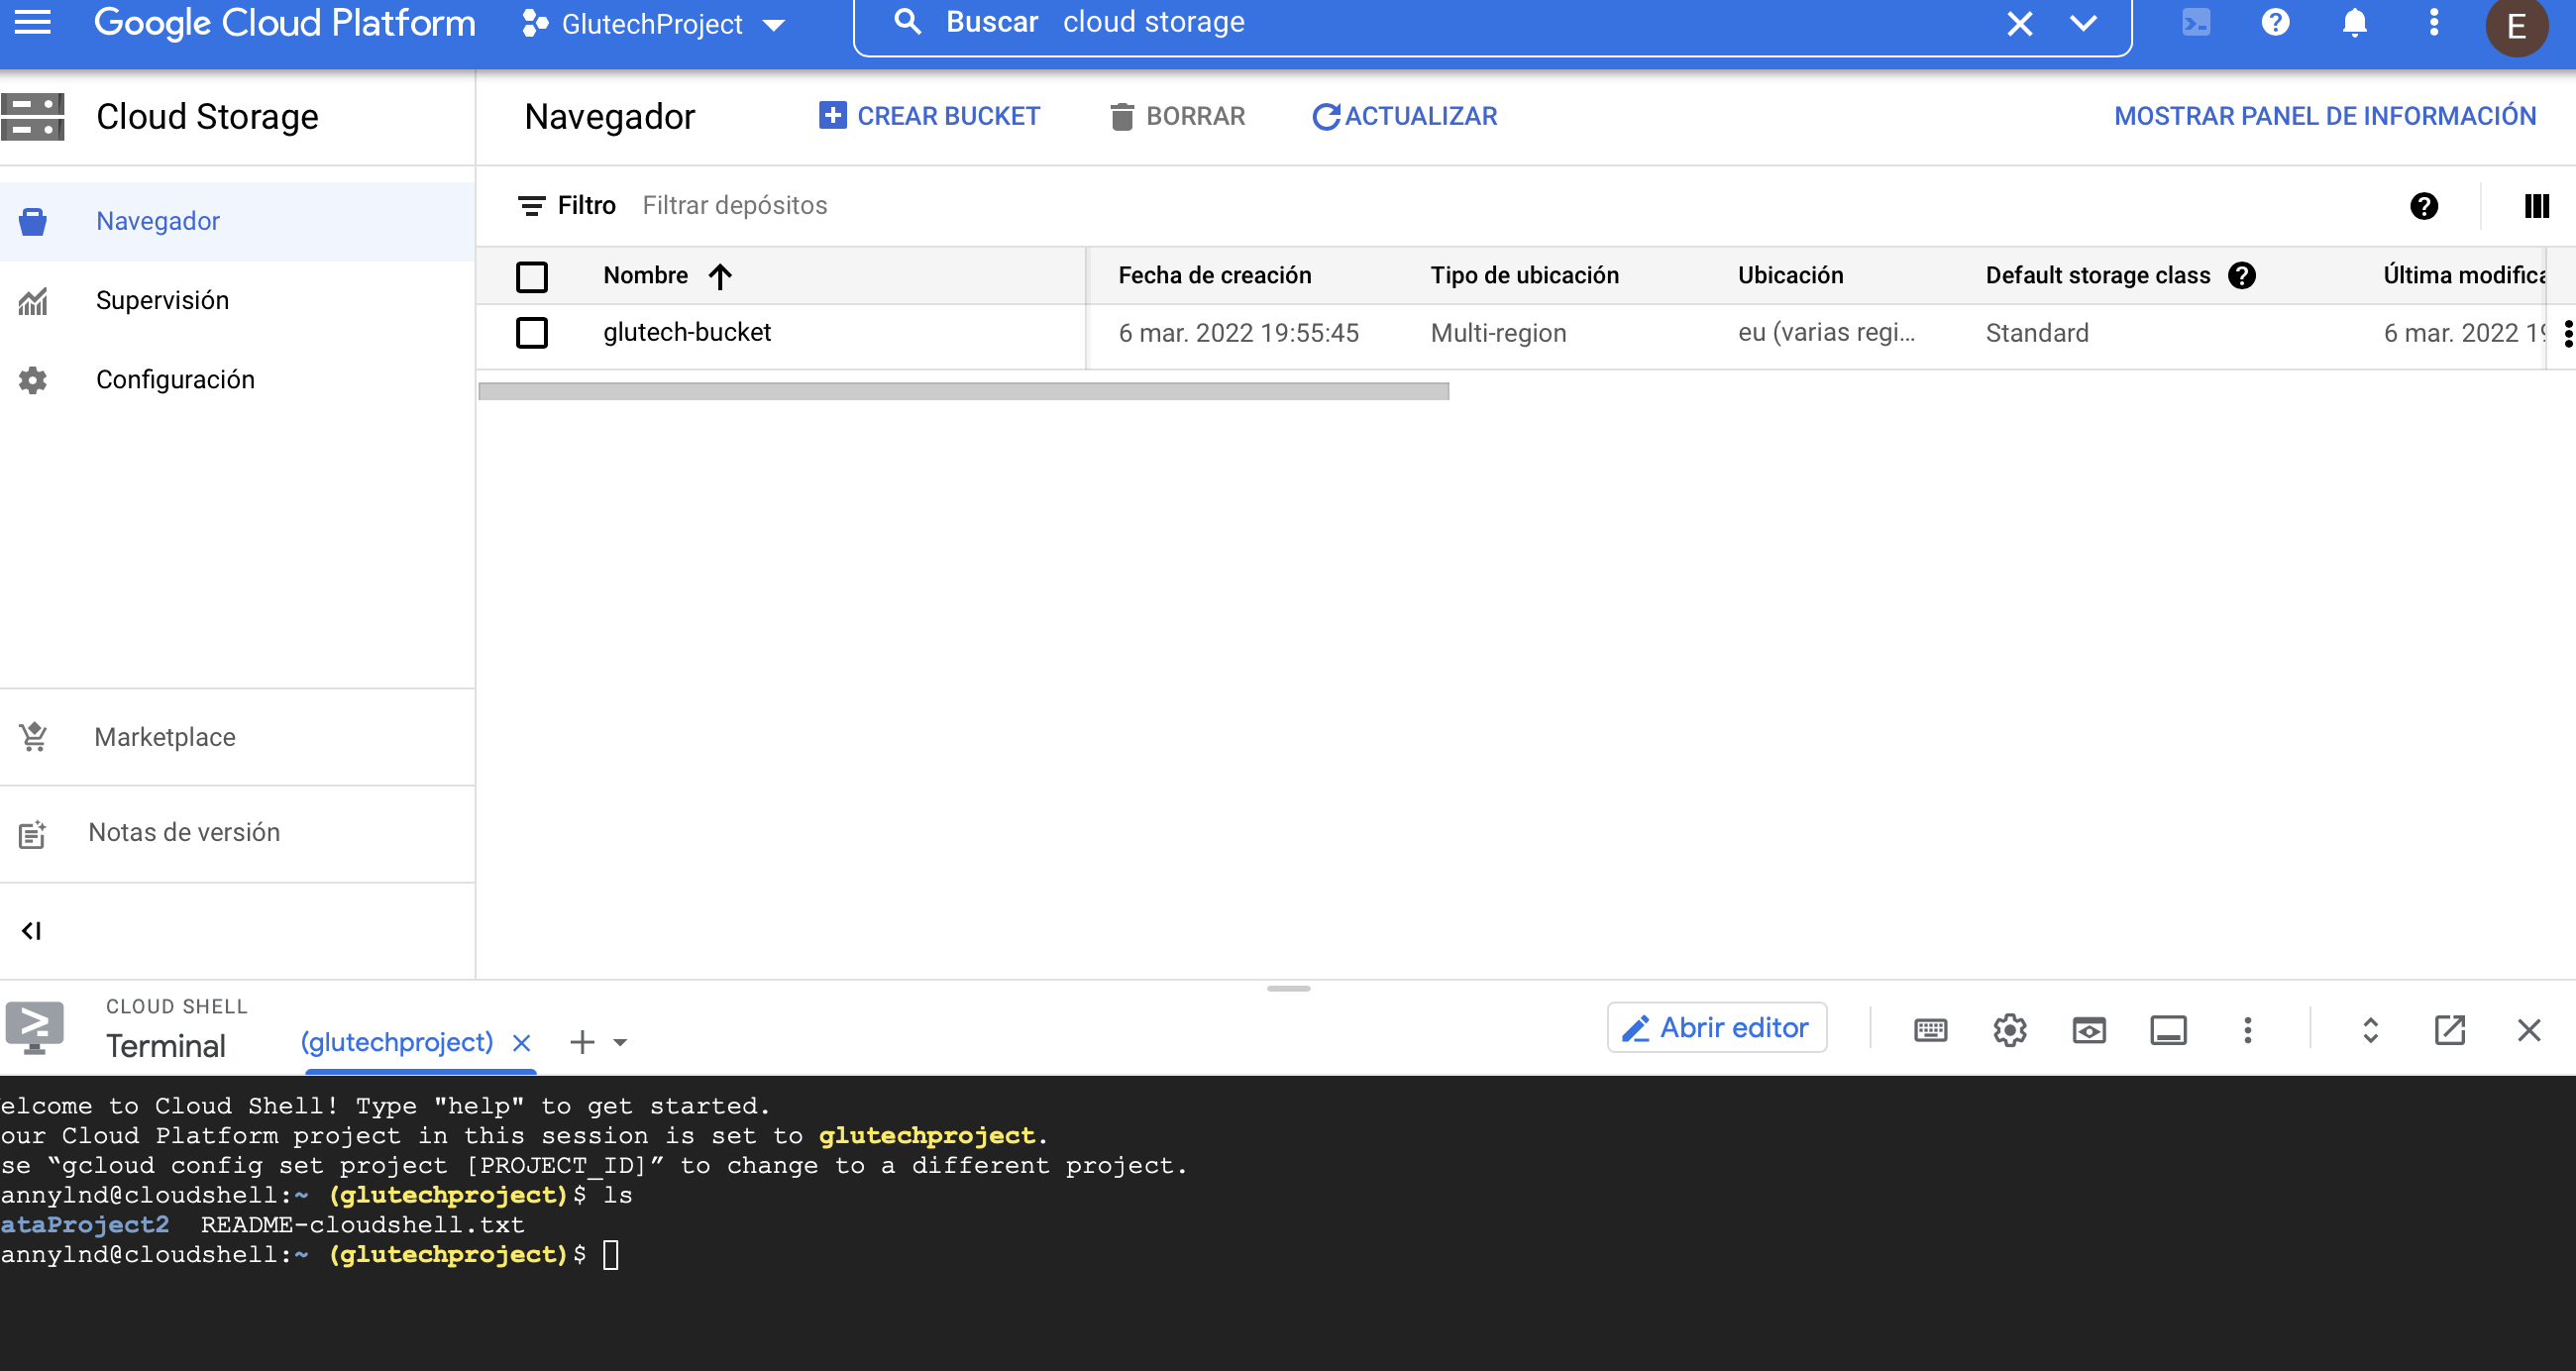 Google Cloud Platform GlutechProject Buscar cloud storage E
Cloud Storage
Navegador CREAR BUCKET BORRAR ACTUALIZAR MOSTRAR PANEL DE INFORMACIÓN
Navegador
Supervisión
Configuración
Marketplace
Notas de versión
Filtro Filtrar depósitos
Nombre Fecha de creación Tipo de ubicación Ubicación Default storage class Última modifica
glutech-bucket 6 mar. 2022 19:55:45 Multi-region eu (varias regi... Standard 6 mar. 2022 19
CLOUD SHELL
Terminal (glutechproject) Abrir editor
elcome to Cloud Shell! Type "help" to get started.
our Cloud Platform project in this session is set to glutechproject.
se “gcloud config set project [PROJECT_ID]” to change to a different project.
annylnd@cloudshell:~ (glutechproject)$ ls
ataProject2 README-cloudshell.txt
annylnd@cloudshell:~ (glutechproject)$